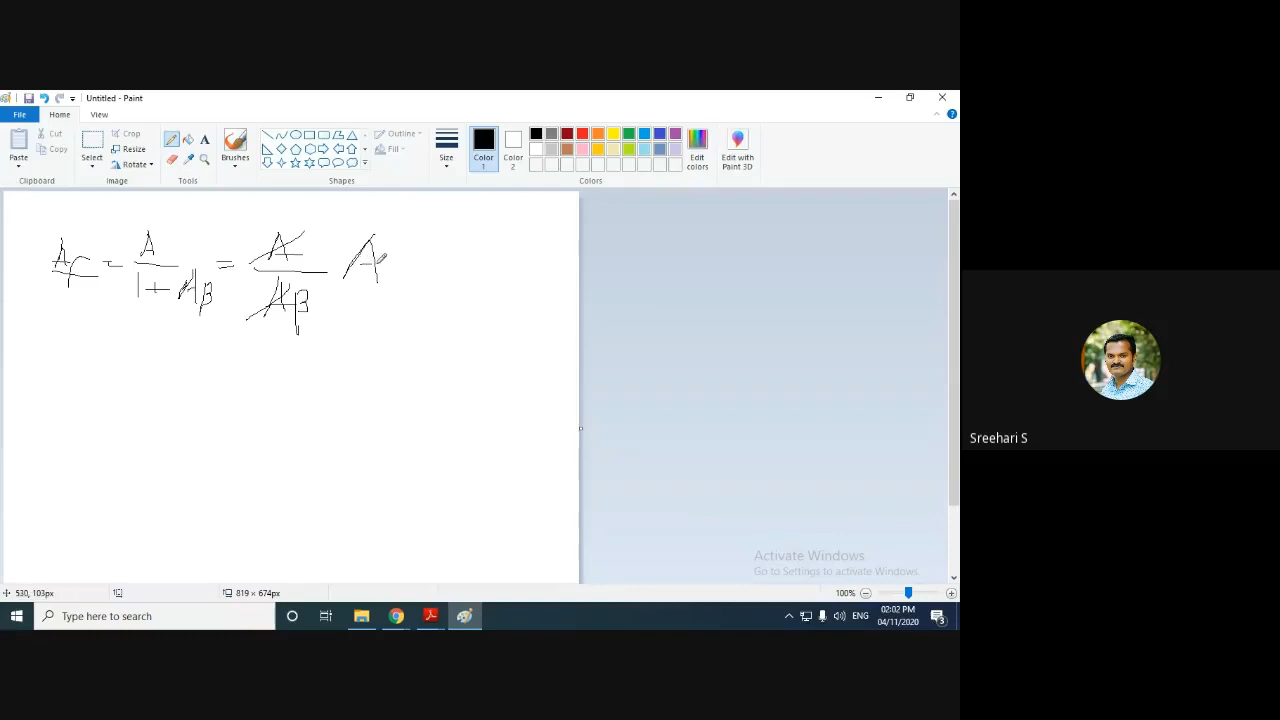 Untitled - Paint
File Home View
Paste Cut Copy Clipboard
Select Crop Resize Rotate Image
Tools
Brushes
Shapes Outline Fill
Size
Color 1 Color 2
Edit colors
Edit with Paint 3D
Colors
Af = A / 1 + Aβ = A / Aβ A
Sreehari S
Activate Windows
Go to Settings to activate Windows.
530, 103px 819 × 674px 100%
Type here to search
ENG 02:02 PM
04/11/2020 3